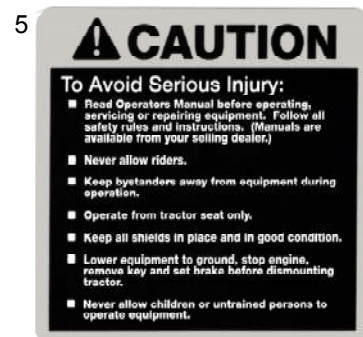 5
CAUTION
To Avoid Serious Injury:
Read Operators Manual before operating,
servicing or repairing equipment. Follow all
safety rules and instructions. (Manuals are
available from your selling dealer.)
Never allow riders.
Keep bystanders away from equipment during
operation.
Operate from tractor seat only.
Keep all shields in place and in good condition.
Lower equipment to ground, stop engine,
remove key and set brake before dismounting
tractor.
Never allow children or untrained persons to
operate equipment.